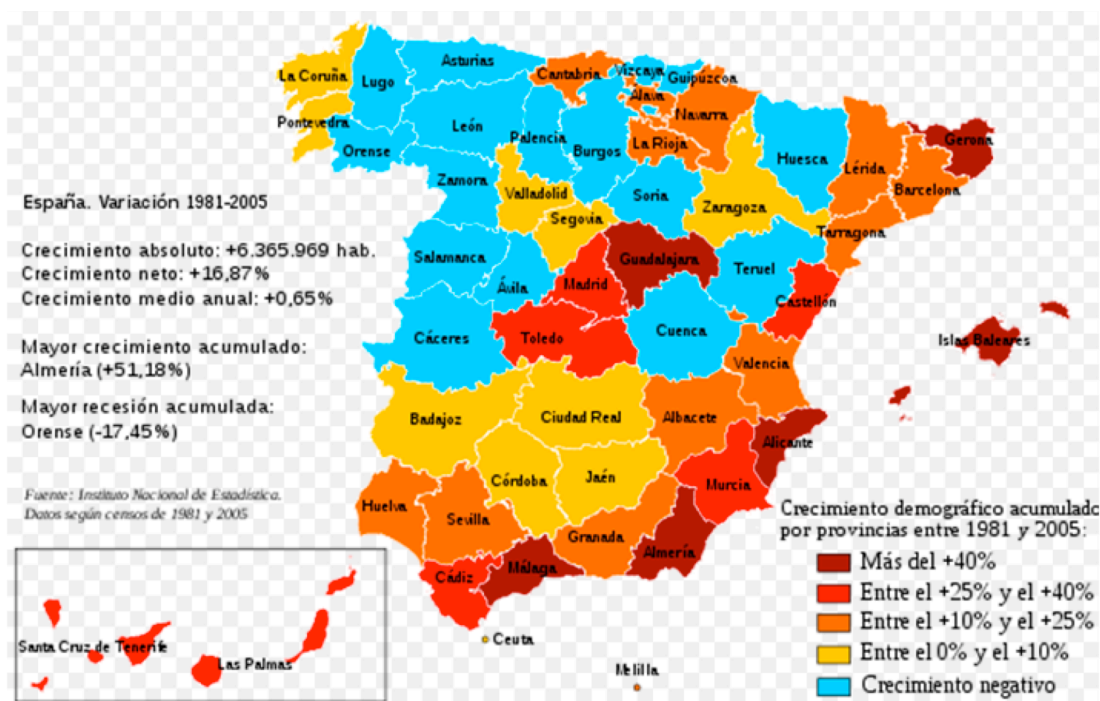 Asturias
La Coruña
Lugo
Cantabria
Vizcaya
Guipúzcoa
Alava
Navarra
Pontevedra
Orense
León
Palencia
Burgos
La Rioja
Huesca
Lérida
Gerona
Barcelona
Zamora
Valladolid
Soria
Zaragoza
Segovia
Tarragona
España. Variación 1981-2005
Crecimiento absoluto: +6.365.969 hab.
Crecimiento neto: +16,87%
Crecimiento medio anual: +0,65%
Mayor crecimiento acumulado:
Almería (+51,18%)
Mayor recesión acumulada:
Orense (-17,45%)
Fuente: Instituto Nacional de Estadística.
Datos según censos de 1981 y 2005
Salamanca
Ávila
Madrid
Guadalajara
Teruel
Castellón
Cáceres
Toledo
Cuenca
Valencia
Islas Baleares
Badajoz
Ciudad Real
Albacete
Alicante
Córdoba
Jaén
Murcia
Huelva
Sevilla
Granada
Almería
Cádiz
Málaga
Ceuta
Melilla
Santa Cruz de Tenerife
Las Palmas
Crecimiento demográfico acumulado
por provincias entre 1981 y 2005:
Más del +40%
Entre el +25% y el +40%
Entre el +10% y el +25%
Entre el 0% y el +10%
Crecimiento negativo